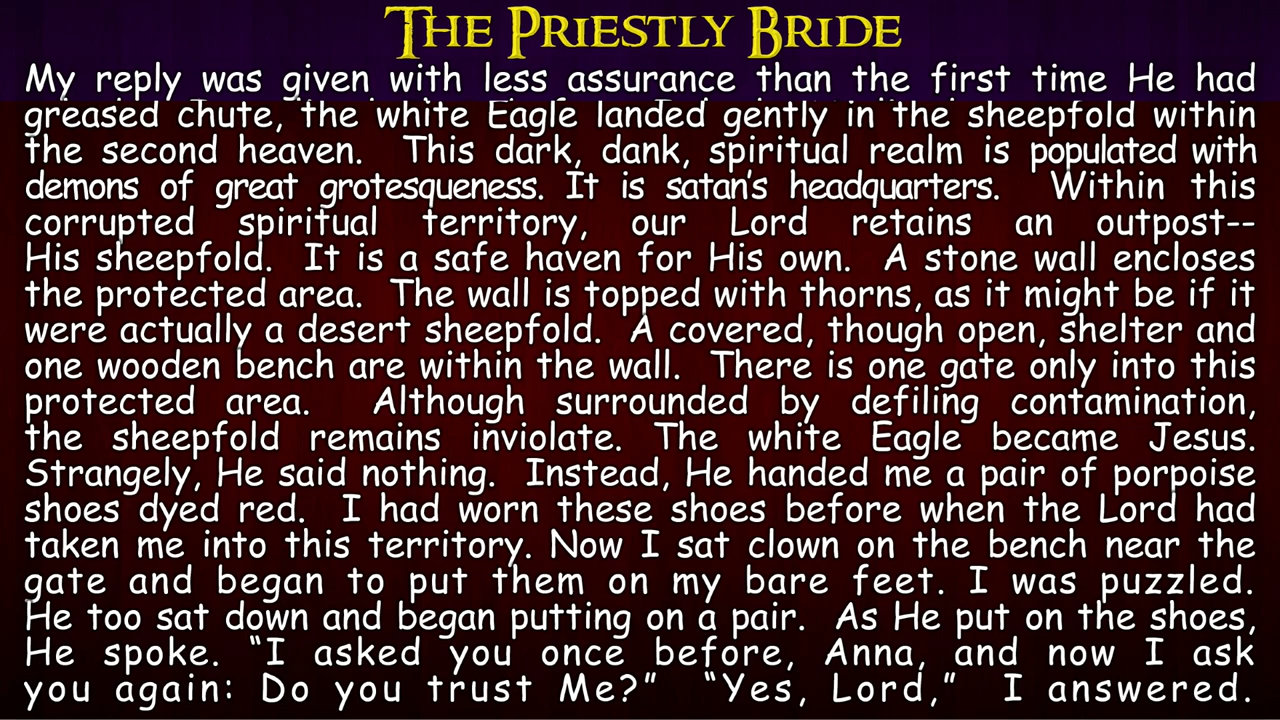 The Priestly Bride
My reply was given with less assurance than the first time He had
greased chute, the white Eagle landed gently in the sheepfold within
the second heaven. This dark, dank, spiritual realm is populated with
demons of great grotesqueness. It is satan's headquarters. Within this
corrupted spiritual territory, our Lord retains an outpost--
His sheepfold. It is a safe haven for His own. A stone wall encloses
the protected area. The wall is topped with thorns, as it might be if it
were actually a desert sheepfold. A covered, though open, shelter and
one wooden bench are within the wall. There is one gate only into this
protected area. Although surrounded by defiling contamination,
the sheepfold remains inviolate. The white Eagle became Jesus.
Strangely, He said nothing. Instead, He handed me a pair of porpoise
shoes dyed red. I had worn these shoes before when the Lord had
taken me into this territory. Now I sat clown on the bench near the
gate and began to put them on my bare feet. I was puzzled.
He too sat down and began putting on a pair. As He put on the shoes,
He spoke. "I asked you once before, Anna, and now I ask
you again: Do you trust Me?" "Yes, Lord," I answered.